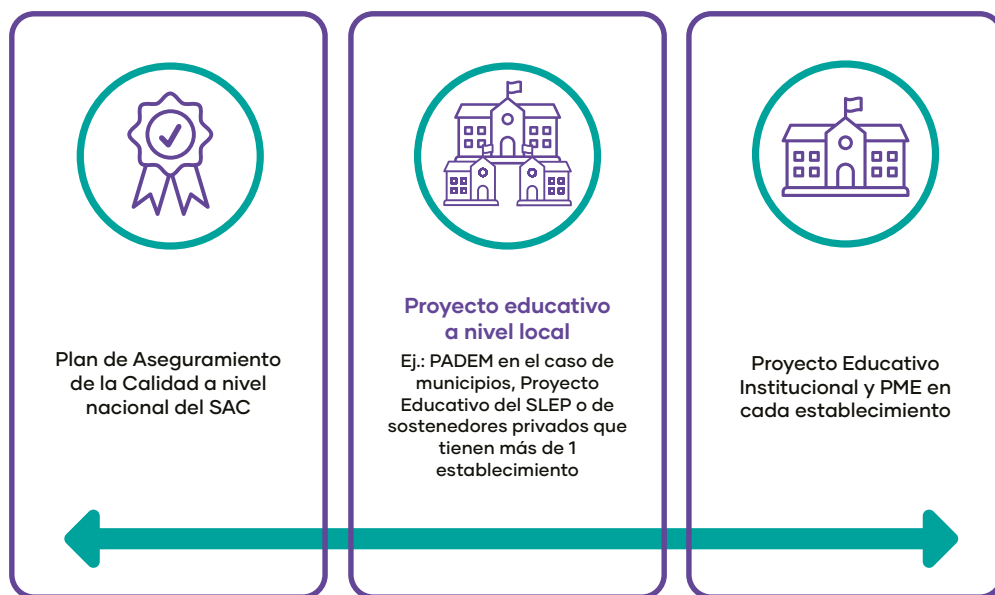 Plan de Aseguramiento
de la Calidad a nivel
nacional del SAC
Proyecto educativo
a nivel local
Ej.: PADEM en el caso de
municipios, Proyecto
Educativo del SLEP o de
sostenedores privados que
tienen más de 1
establecimiento
Proyecto Educativo
Institucional y PME en
cada establecimiento